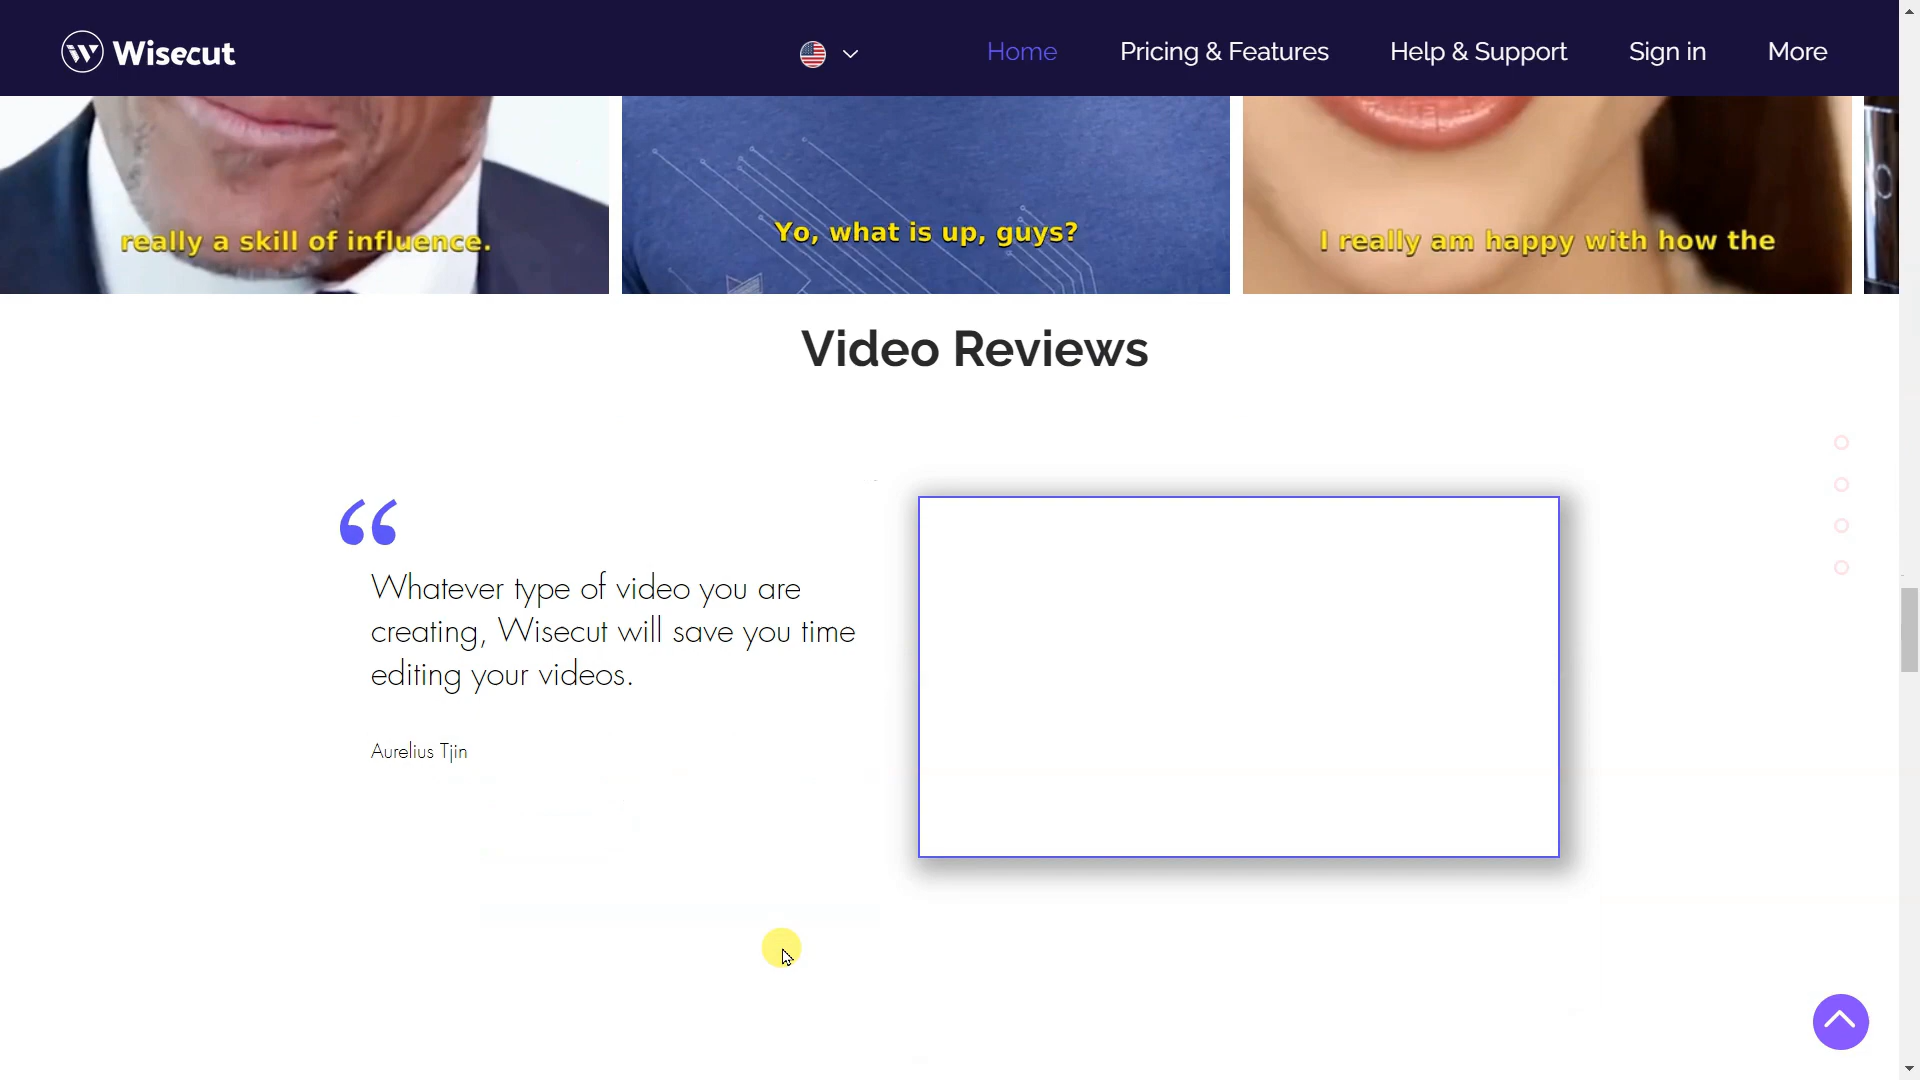 Wisecut
Home
Pricing & Features
Help & Support
Sign in
More
really a skill of influence.
Yo, what is up, guys?
I really am happy with how the
Video Reviews
“
Whatever type of video you are
creating, Wisecut will save you time
editing your videos.
Aurelius Tjin